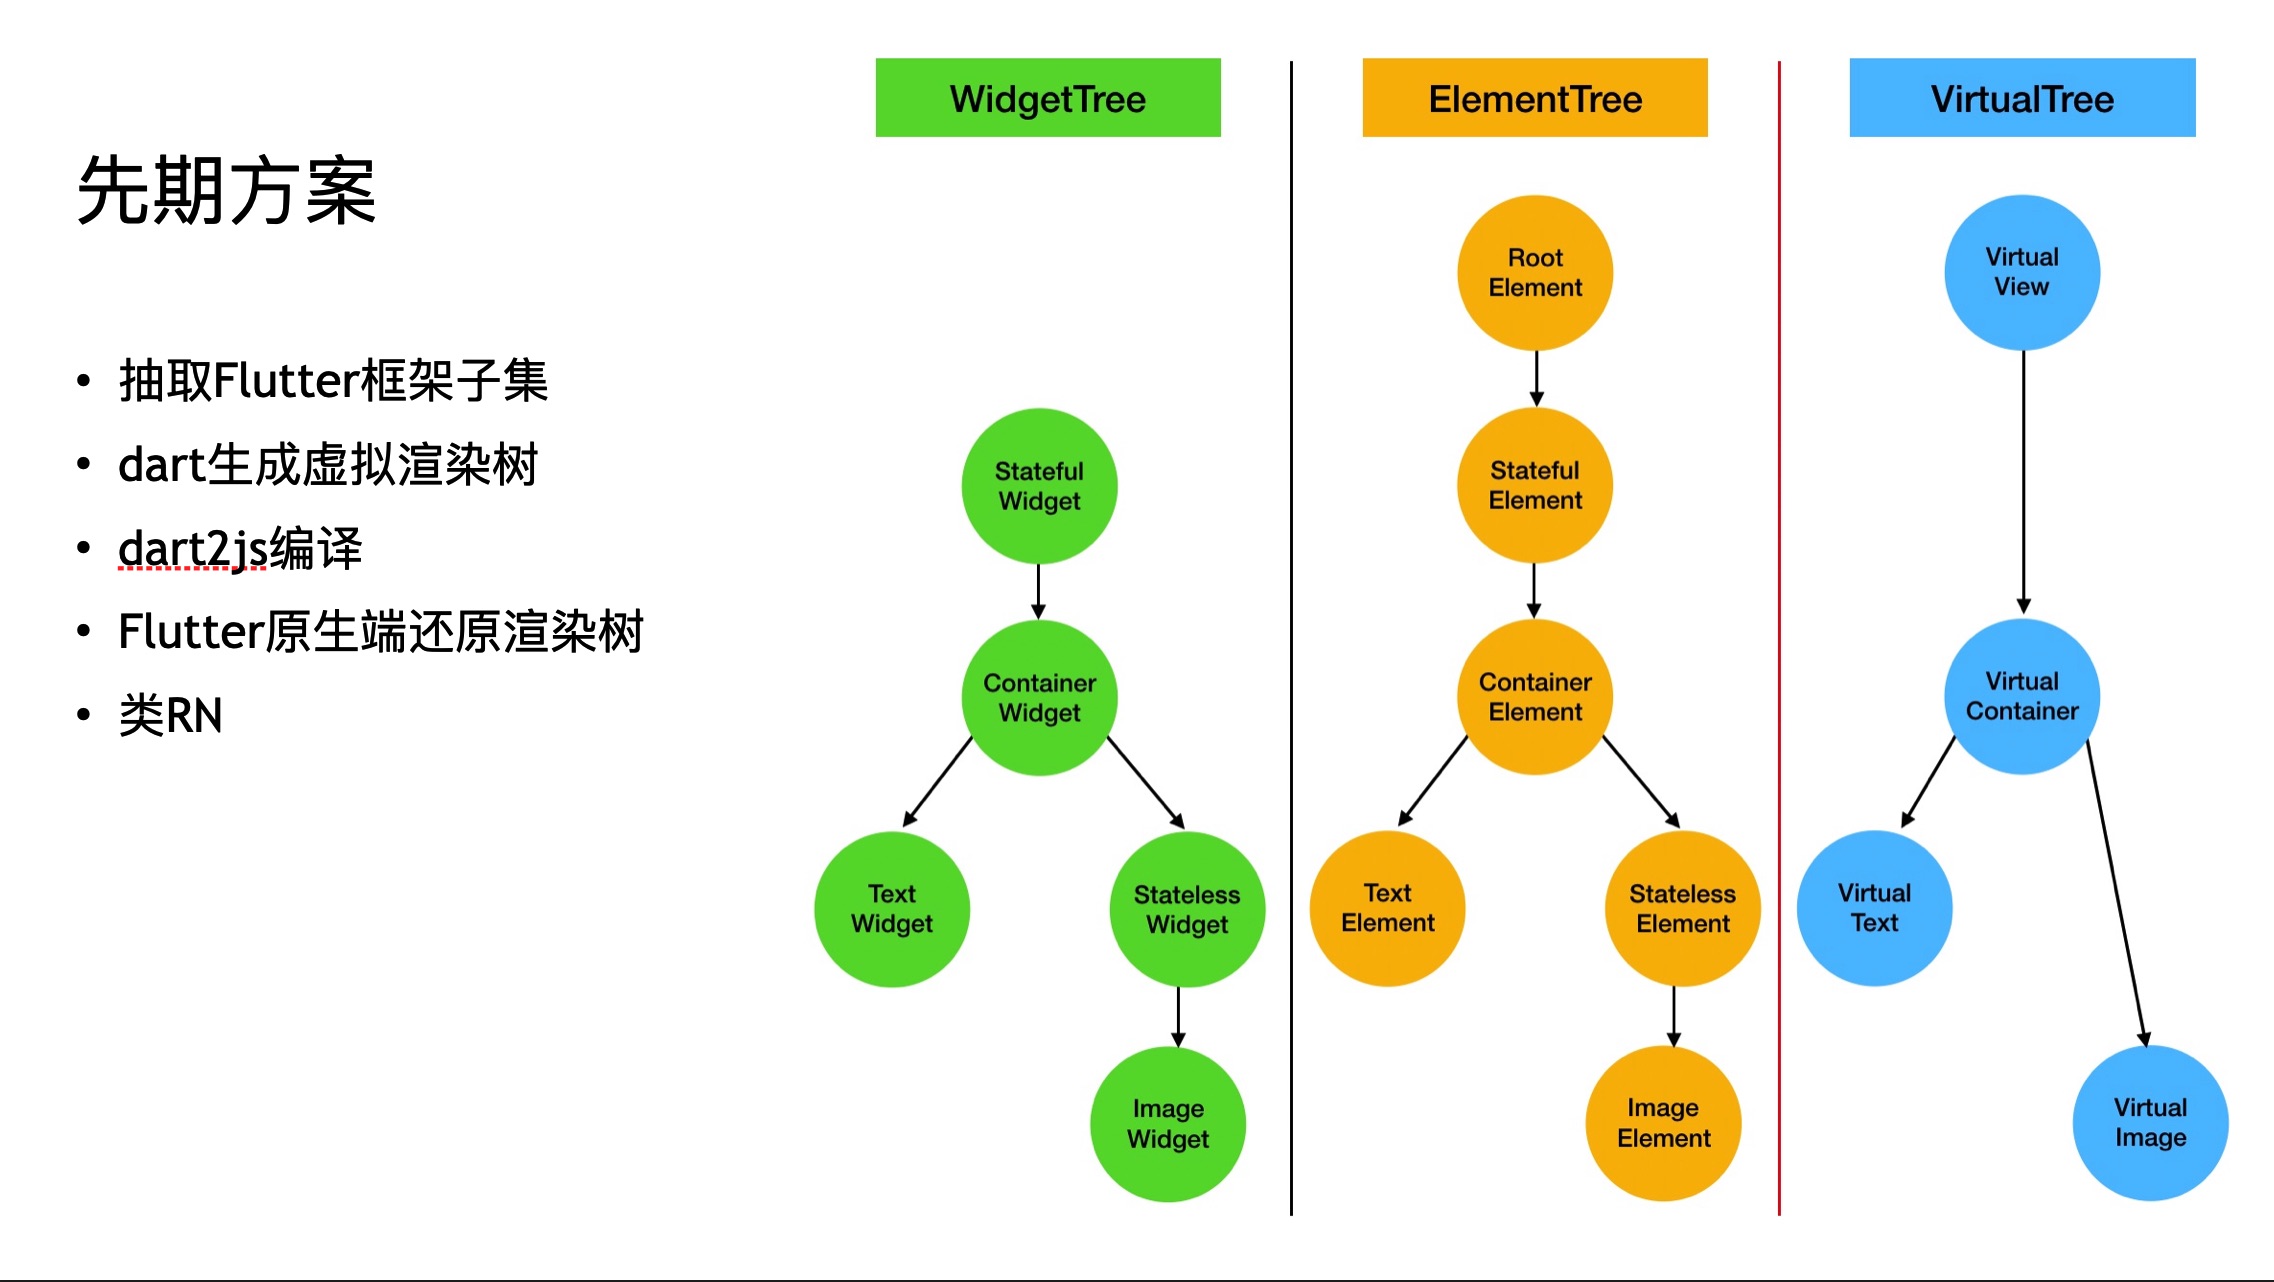 先期方案
• 抽取Flutter框架子集
• dart生成虚拟渲染树
• dart2js编译
• Flutter原生端还原渲染树
• 类RN
WidgetTree
Stateful
Widget
Container
Widget
Text
Widget
Stateless
Widget
Image
Widget
ElementTree
Root
Element
Stateful
Element
Container
Element
Text
Element
Stateless
Element
Image
Element
VirtualTree
Virtual
View
Virtual
Container
Virtual
Text
Virtual
Image